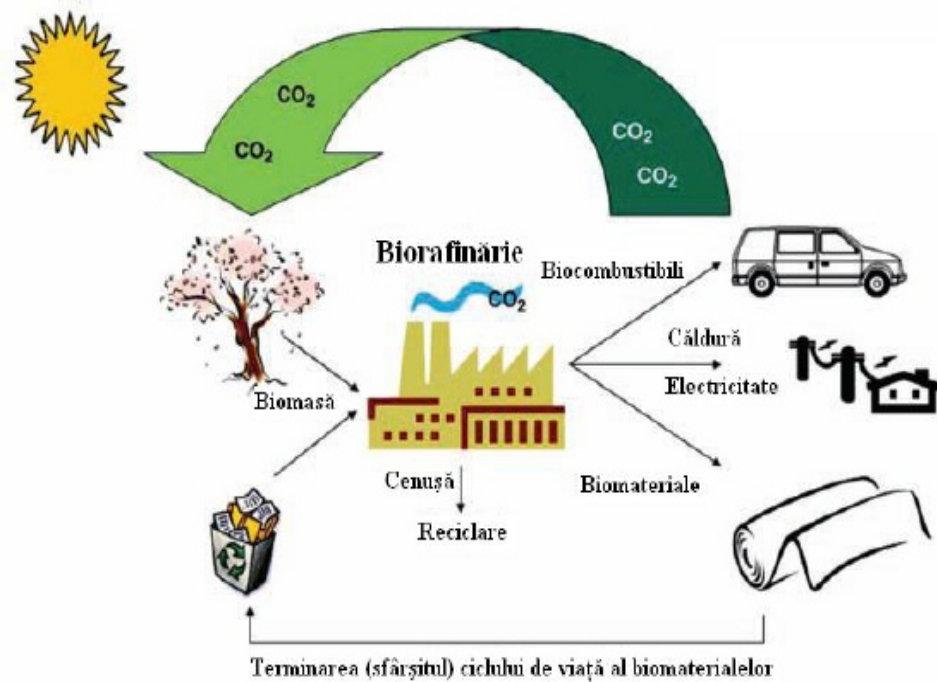 CO₂
CO₂
CO₂
CO₂
Biorafinărie
CO₂
Biocombustibili
Căldură
Electricitate
Biomasă
Cenușă
Reciclare
Biomateriale
Terminarea (sfârșitul) ciclului de viață al biomaterialelor